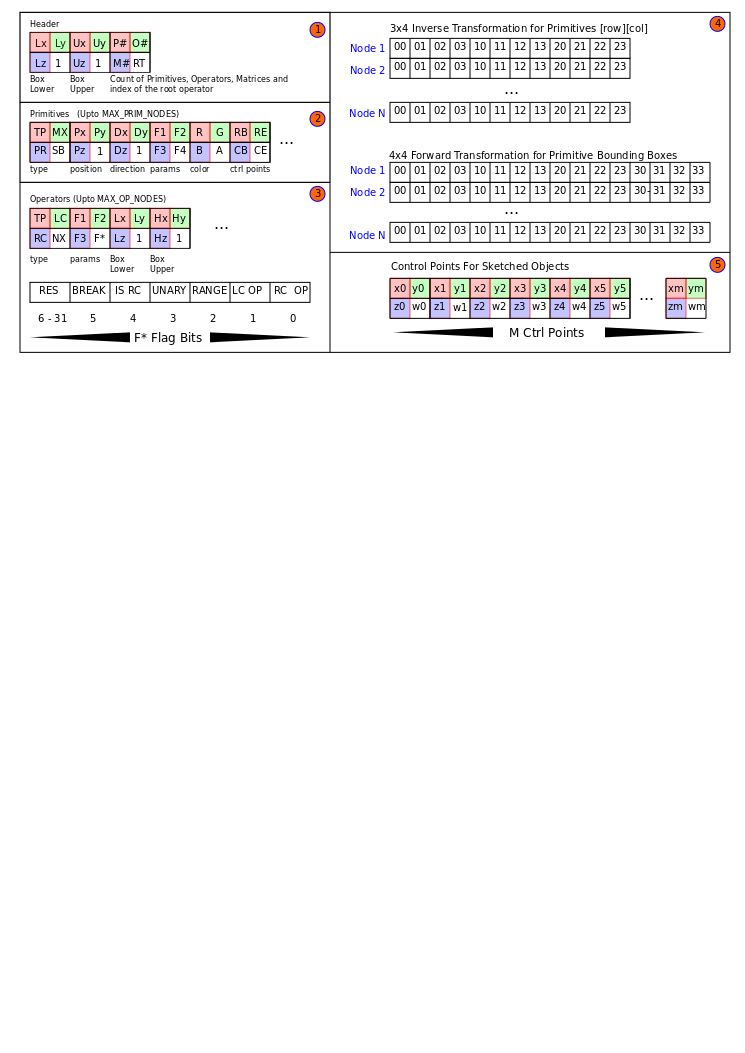 Header 1
Lx Ly Ux Uy P# O#
Lz 1 Uz 1 M# RT
Box Lower
Box Upper
Count of Primitives, Operators, Matrices and
index of the root operator
Primitives (Upto MAX_PRIM_NODES) 2
TP MX Px Py Dx Dy F1 F2 R G RB RE
PR SB Pz 1 Dz 1 F3 F4 B A CB CE ...
type position direction params color ctrl points
Operators (Upto MAX_OP_NODES) 3
TP LC F1 F2 Lx Ly Hx Hy
RC NX F3 F* Lz 1 Hz 1 ...
type params Box Lower Box Upper
RES BREAK IS RC UNARY RANGE LC OP RC OP
6 - 31 5 4 3 2 1 0
F* Flag Bits
3x4 Inverse Transformation for Primitives [row][col] 4
Node 1 00 01 02 03 10 11 12 13 20 21 22 23
Node 2 00 01 02 03 10 11 12 13 20 21 22 23
...
Node N 00 01 02 03 10 11 12 13 20 21 22 23
4x4 Forward Transformation for Primitive Bounding Boxes
Node 1 00 01 02 03 10 11 12 13 20 21 22 23 30 31 32 33
Node 2 00 01 02 03 10 11 12 13 20 21 22 23 30 31 32 33
...
Node N 00 01 02 03 10 11 12 13 20 21 22 23 30 31 32 33
Control Points For Sketched Objects 5
x0 y0 x1 y1 x2 y2 x3 y3 x4 y4 x5 y5 ... xm ym
z0 w0 z1 w1 z2 w2 z3 w3 z4 w4 z5 w5 zm wm
M Ctrl Points